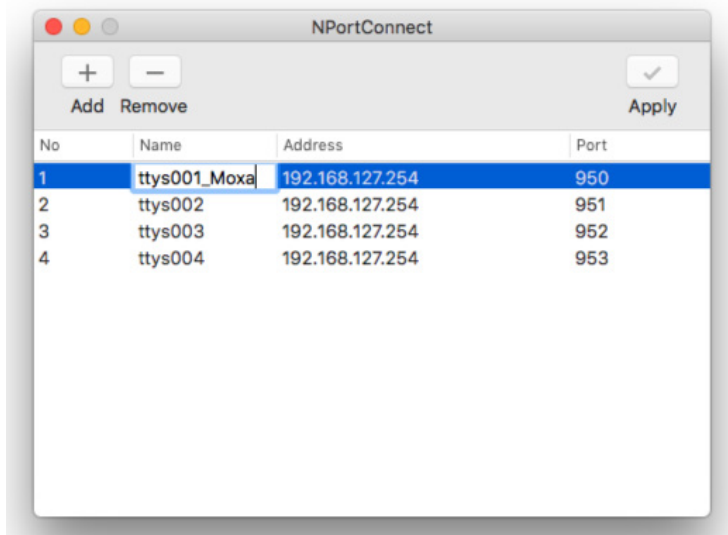 NPortConnect
Add Remove Apply
No Name Address Port
1 ttys001_Moxa 192.168.127.254 950
2 ttys002 192.168.127.254 951
3 ttys003 192.168.127.254 952
4 ttys004 192.168.127.254 953